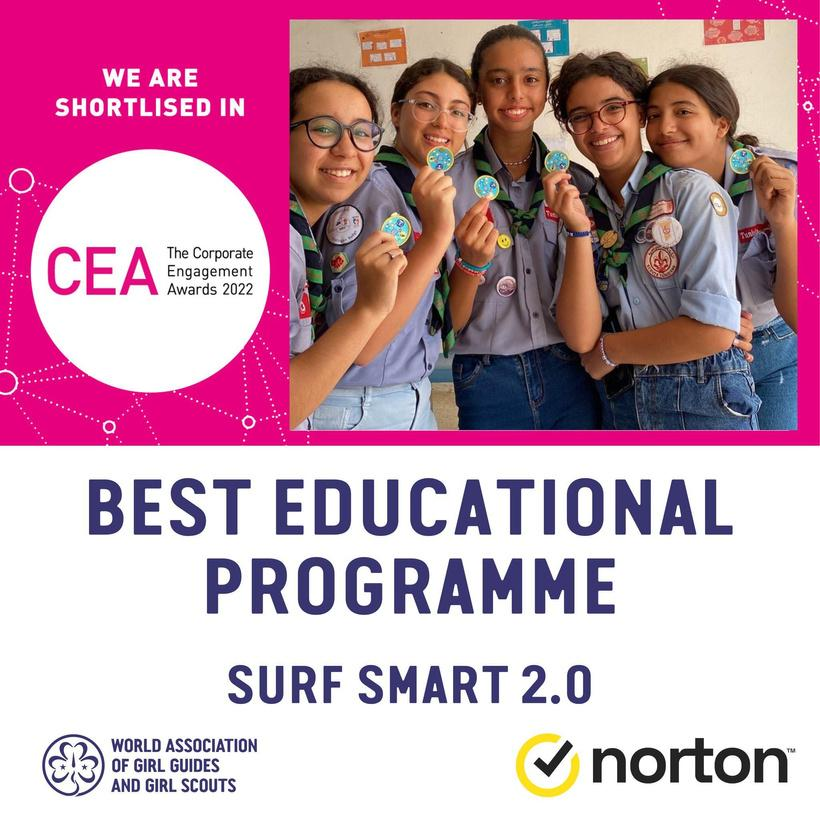 WE ARE
SHORTLISED IN
CEA
The Corporate
Engagement
Awards 2022
BEST EDUCATIONAL
PROGRAMME
SURF SMART 2.0
WORLD ASSOCIATION
OF GIRL GUIDES
AND GIRL SCOUTS
norton™